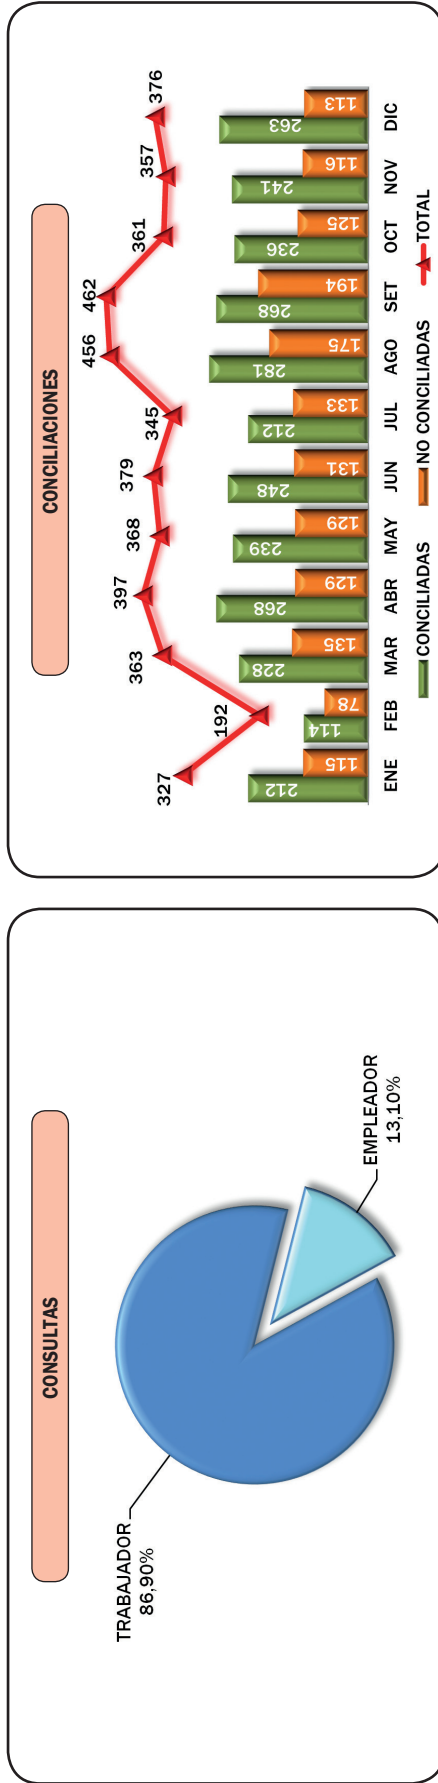 CONSULTAS
TRABAJADOR
86,90%
EMPLEADOR
13,10%
CONCILIACIONES
327 192 363 397 368 379 345 456 462 361 357 376
212 114 228 268 239 248 212 281 268 236 241 263
115 78 135 129 129 131 133 175 194 125 116 113
ENE FEB MAR ABR MAY JUN JUL AGO SET OCT NOV DIC
CONCILIADAS NO CONCILIADAS TOTAL